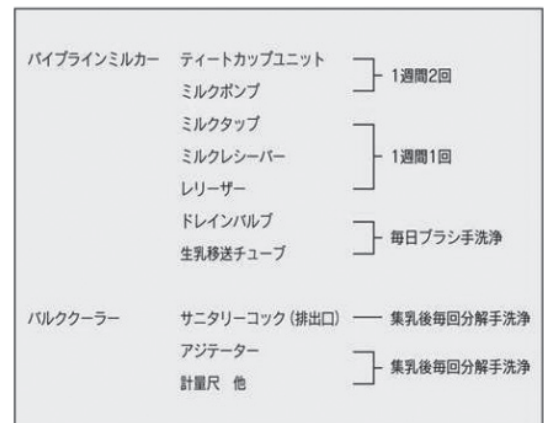 パイプラインミルカー ティートカップユニット
ミルクポンプ
1週間2回
ミルクタップ
ミルクレシーバー
レリーザー
1週間1回
ドレインバルブ
生乳移送チューブ
毎日ブラシ手洗浄
バルククーラー サニタリーコック（排出口） 集乳後毎回分解手洗浄
アジテーター
計量尺 他
集乳後毎回分解手洗浄